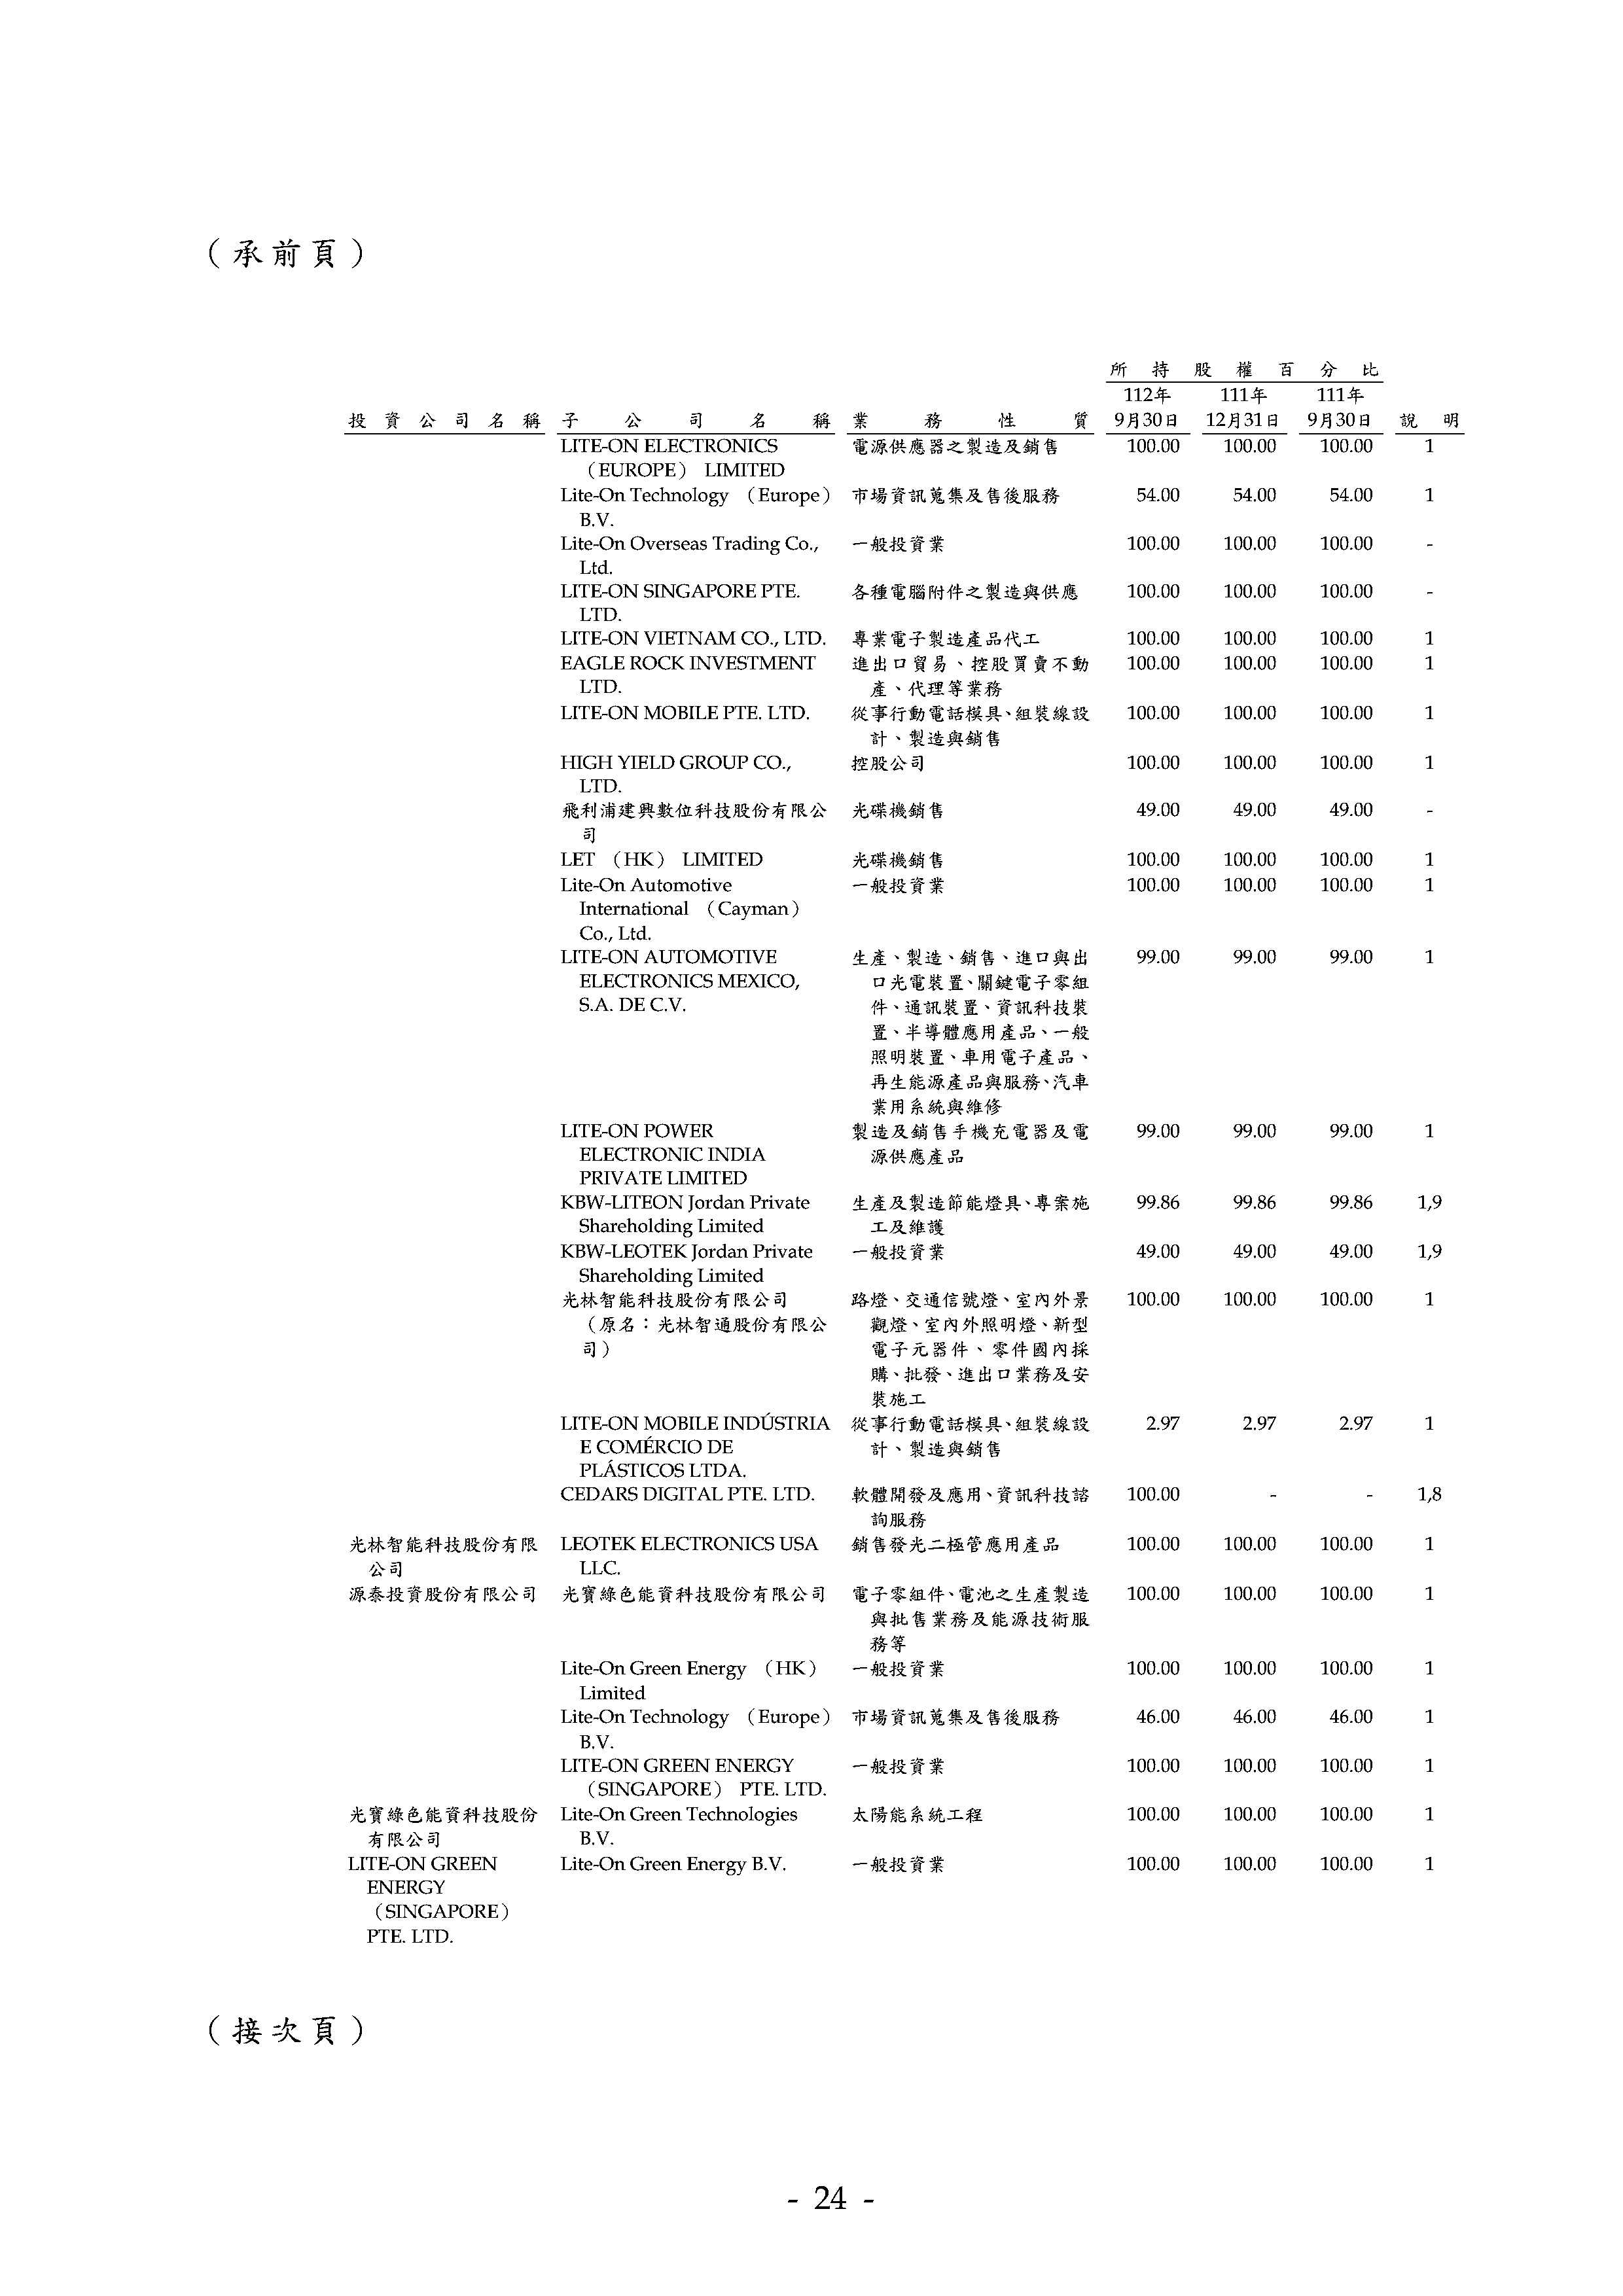 （承前頁）
所持股權百分比
112年 111年 111年
投資公司名稱 子公司名稱 業務性質 9月30日 12月31日 9月30日 說明
LITE-ON ELECTRONICS 電源供應器之製造及銷售 100.00 100.00 100.00 1
（EUROPE） LIMITED
Lite-On Technology （Europe） 市場資訊蒐集及售後服務 54.00 54.00 54.00 1
B.V.
Lite-On Overseas Trading Co., 一般投資業 100.00 100.00 100.00 -
Ltd.
LITE-ON SINGAPORE PTE. 各種電腦附件之製造與供應 100.00 100.00 100.00 -
LTD.
LITE-ON VIETNAM CO., LTD. 專業電子製造產品代工 100.00 100.00 100.00 1
EAGLE ROCK INVESTMENT 進出口貿易、控股買賣不動 100.00 100.00 100.00 1
LTD. 產、代理等業務
LITE-ON MOBILE PTE. LTD. 從事行動電話模具、組裝線設 100.00 100.00 100.00 1
計、製造與銷售
HIGH YIELD GROUP CO., 控股公司 100.00 100.00 100.00 1
LTD.
飛利浦建興數位科技股份有限公 光碟機銷售 49.00 49.00 49.00 -
司
LET （HK） LIMITED 光碟機銷售 100.00 100.00 100.00 1
Lite-On Automotive 一般投資業 100.00 100.00 100.00 1
International （Cayman）
Co., Ltd.
LITE-ON AUTOMOTIVE 生產、製造、銷售、進口與出 99.00 99.00 99.00 1
ELECTRONICS MEXICO, 口光電裝置、關鍵電子零組
S.A. DE C.V. 件、通訊裝置、資訊科技裝
置、半導體應用產品、一般
照明裝置、車用電子產品、
再生能源產品與服務、汽車
業用系統與維修
LITE-ON POWER 製造及銷售手機充電器及電 99.00 99.00 99.00 1
ELECTRONIC INDIA 源供應產品
PRIVATE LIMITED
KBW-LITEON Jordan Private 生產及製造節能燈具、專案施 99.86 99.86 99.86 1,9
Shareholding Limited 工及維護
KBW-LEOTEK Jordan Private 一般投資業 49.00 49.00 49.00 1,9
Shareholding Limited
光林智能科技股份有限公司 路燈、交通信號燈、室內外景 100.00 100.00 100.00 1
（原名：光林智通股份有限公 觀燈、室內外照明燈、新型
司） 電子元器件、零件國內採
購、批發、進出口業務及安
裝施工
LITE-ON MOBILE INDÚSTRIA 從事行動電話模具、組裝線設 2.97 2.97 2.97 1
E COMÉRCIO DE 計、製造與銷售
PLÁSTICOS LTDA.
CEDARS DIGITAL PTE. LTD. 軟體開發及應用、資訊科技諮 100.00 - - 1,8
詢服務
光林智能科技股份有限 LEOTEK ELECTRONICS USA 銷售發光二極管應用產品 100.00 100.00 100.00 1
公司 LLC.
源泰投資股份有限公司 光寶綠色能資科技股份有限公司 電子零組件、電池之生產製造 100.00 100.00 100.00 1
與批售業務及能源技術服
務等
Lite-On Green Energy （HK） 一般投資業 100.00 100.00 100.00 1
Limited
Lite-On Technology （Europe） 市場資訊蒐集及售後服務 46.00 46.00 46.00 1
B.V.
LITE-ON GREEN ENERGY 一般投資業 100.00 100.00 100.00 1
（SINGAPORE） PTE. LTD.
光寶綠色能資科技股份 Lite-On Green Technologies 太陽能系統工程 100.00 100.00 100.00 1
有限公司 B.V.
LITE-ON GREEN Lite-On Green Energy B.V. 一般投資業 100.00 100.00 100.00 1
ENERGY
（SINGAPORE）
PTE. LTD.
（接次頁）
- 24 -